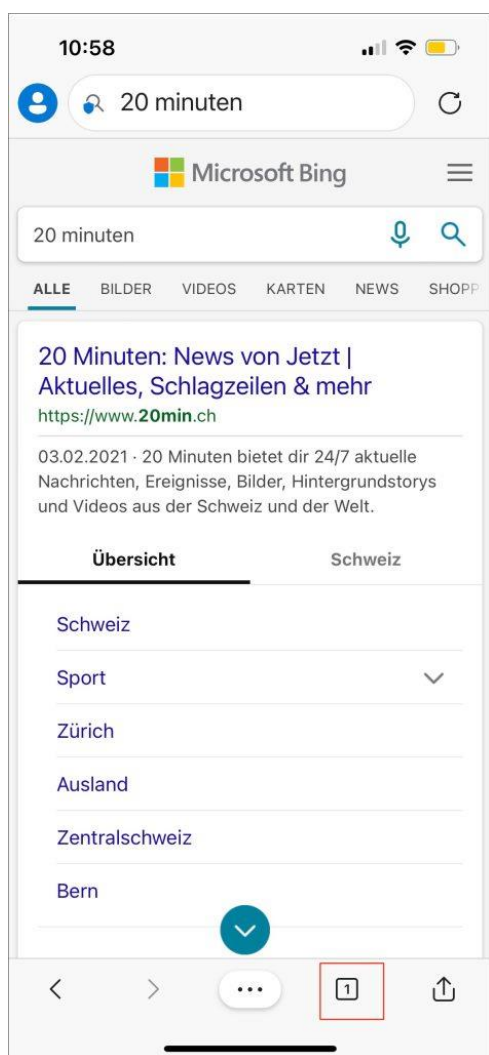 10:58
20 minuten
Microsoft Bing
20 minuten
ALLE BILDER VIDEOS KARTEN NEWS SHOPP
20 Minuten: News von Jetzt |
Aktuelles, Schlagzeilen & mehr
https://www.20min.ch
03.02.2021 · 20 Minuten bietet dir 24/7 aktuelle
Nachrichten, Ereignisse, Bilder, Hintergrundstorys
und Videos aus der Schweiz und der Welt.
Übersicht Schweiz
Schweiz
Sport
Zürich
Ausland
Zentralschweiz
Bern
1